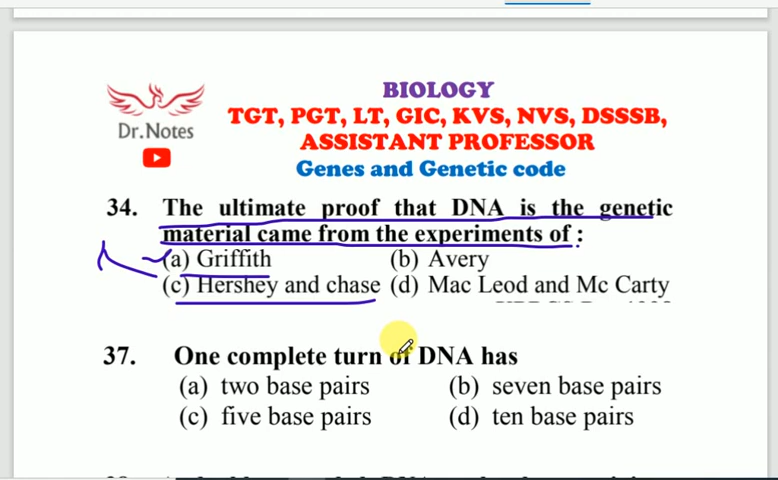 BIOLOGY
TGT, PGT, LT, GIC, KVS, NVS, DSSSB,
Dr.Notes
ASSISTANT PROFESSOR
Genes and Genetic code
34. The ultimate proof that DNA is the genetic
material came from the experiments of :
(a) Griffith (b) Avery
(c) Hershey and chase (d) Mac Leod and Mc Carty
37. One complete turn of DNA has
(a) two base pairs (b) seven base pairs
(c) five base pairs (d) ten base pairs